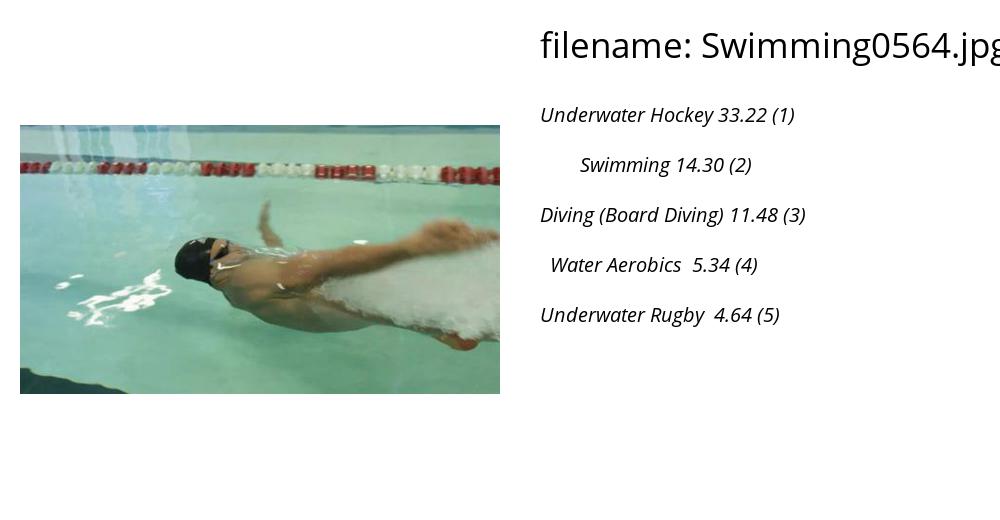 filename: Swimming0564.jpg
Underwater Hockey 33.22 (1)
Swimming 14.30 (2)
Diving (Board Diving) 11.48 (3)
Water Aerobics 5.34 (4)
Underwater Rugby 4.64 (5)